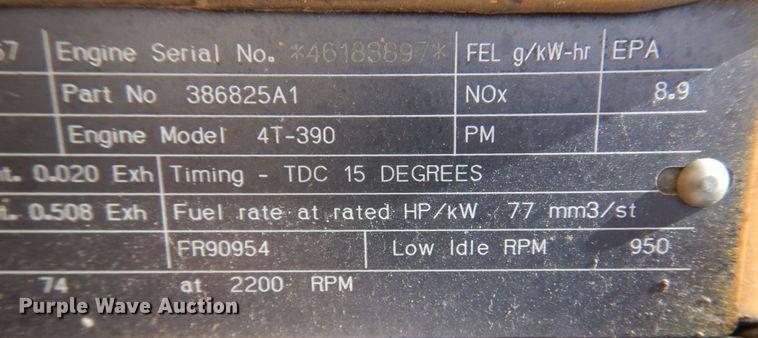 67 Engine Serial No. *46183897* FEL g/kW-hr EPA
Part No 386825A1 NOx 8.9
Engine Model 4T-390 PM
nt. 0.020 Exh Timing - TDC 15 DEGREES
0.508 Exh Fuel rate at rated HP/kW 77 mm3/st
FR90954 Low Idle RPM 950
74 at 2200 RPM
Purple Wave Auction